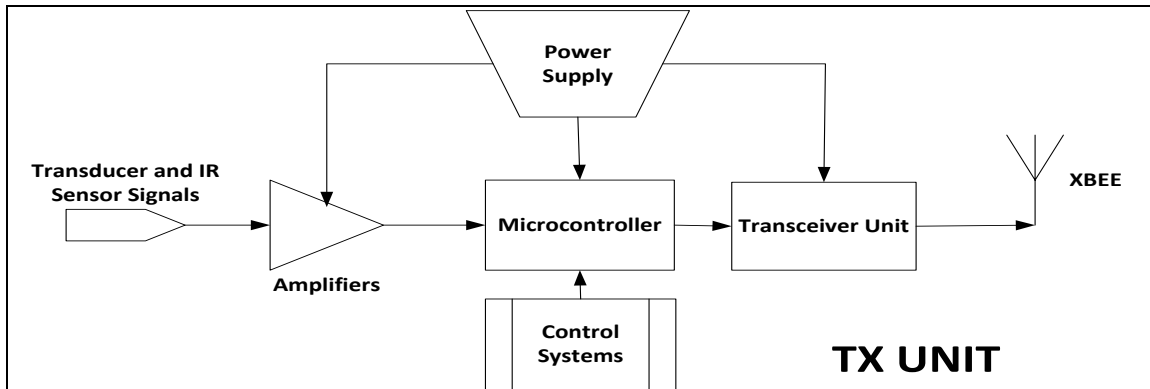 Power
Supply
Transducer and IR
Sensor Signals
XBEE
Microcontroller
Transceiver Unit
Amplifiers
Control
Systems
TX UNIT